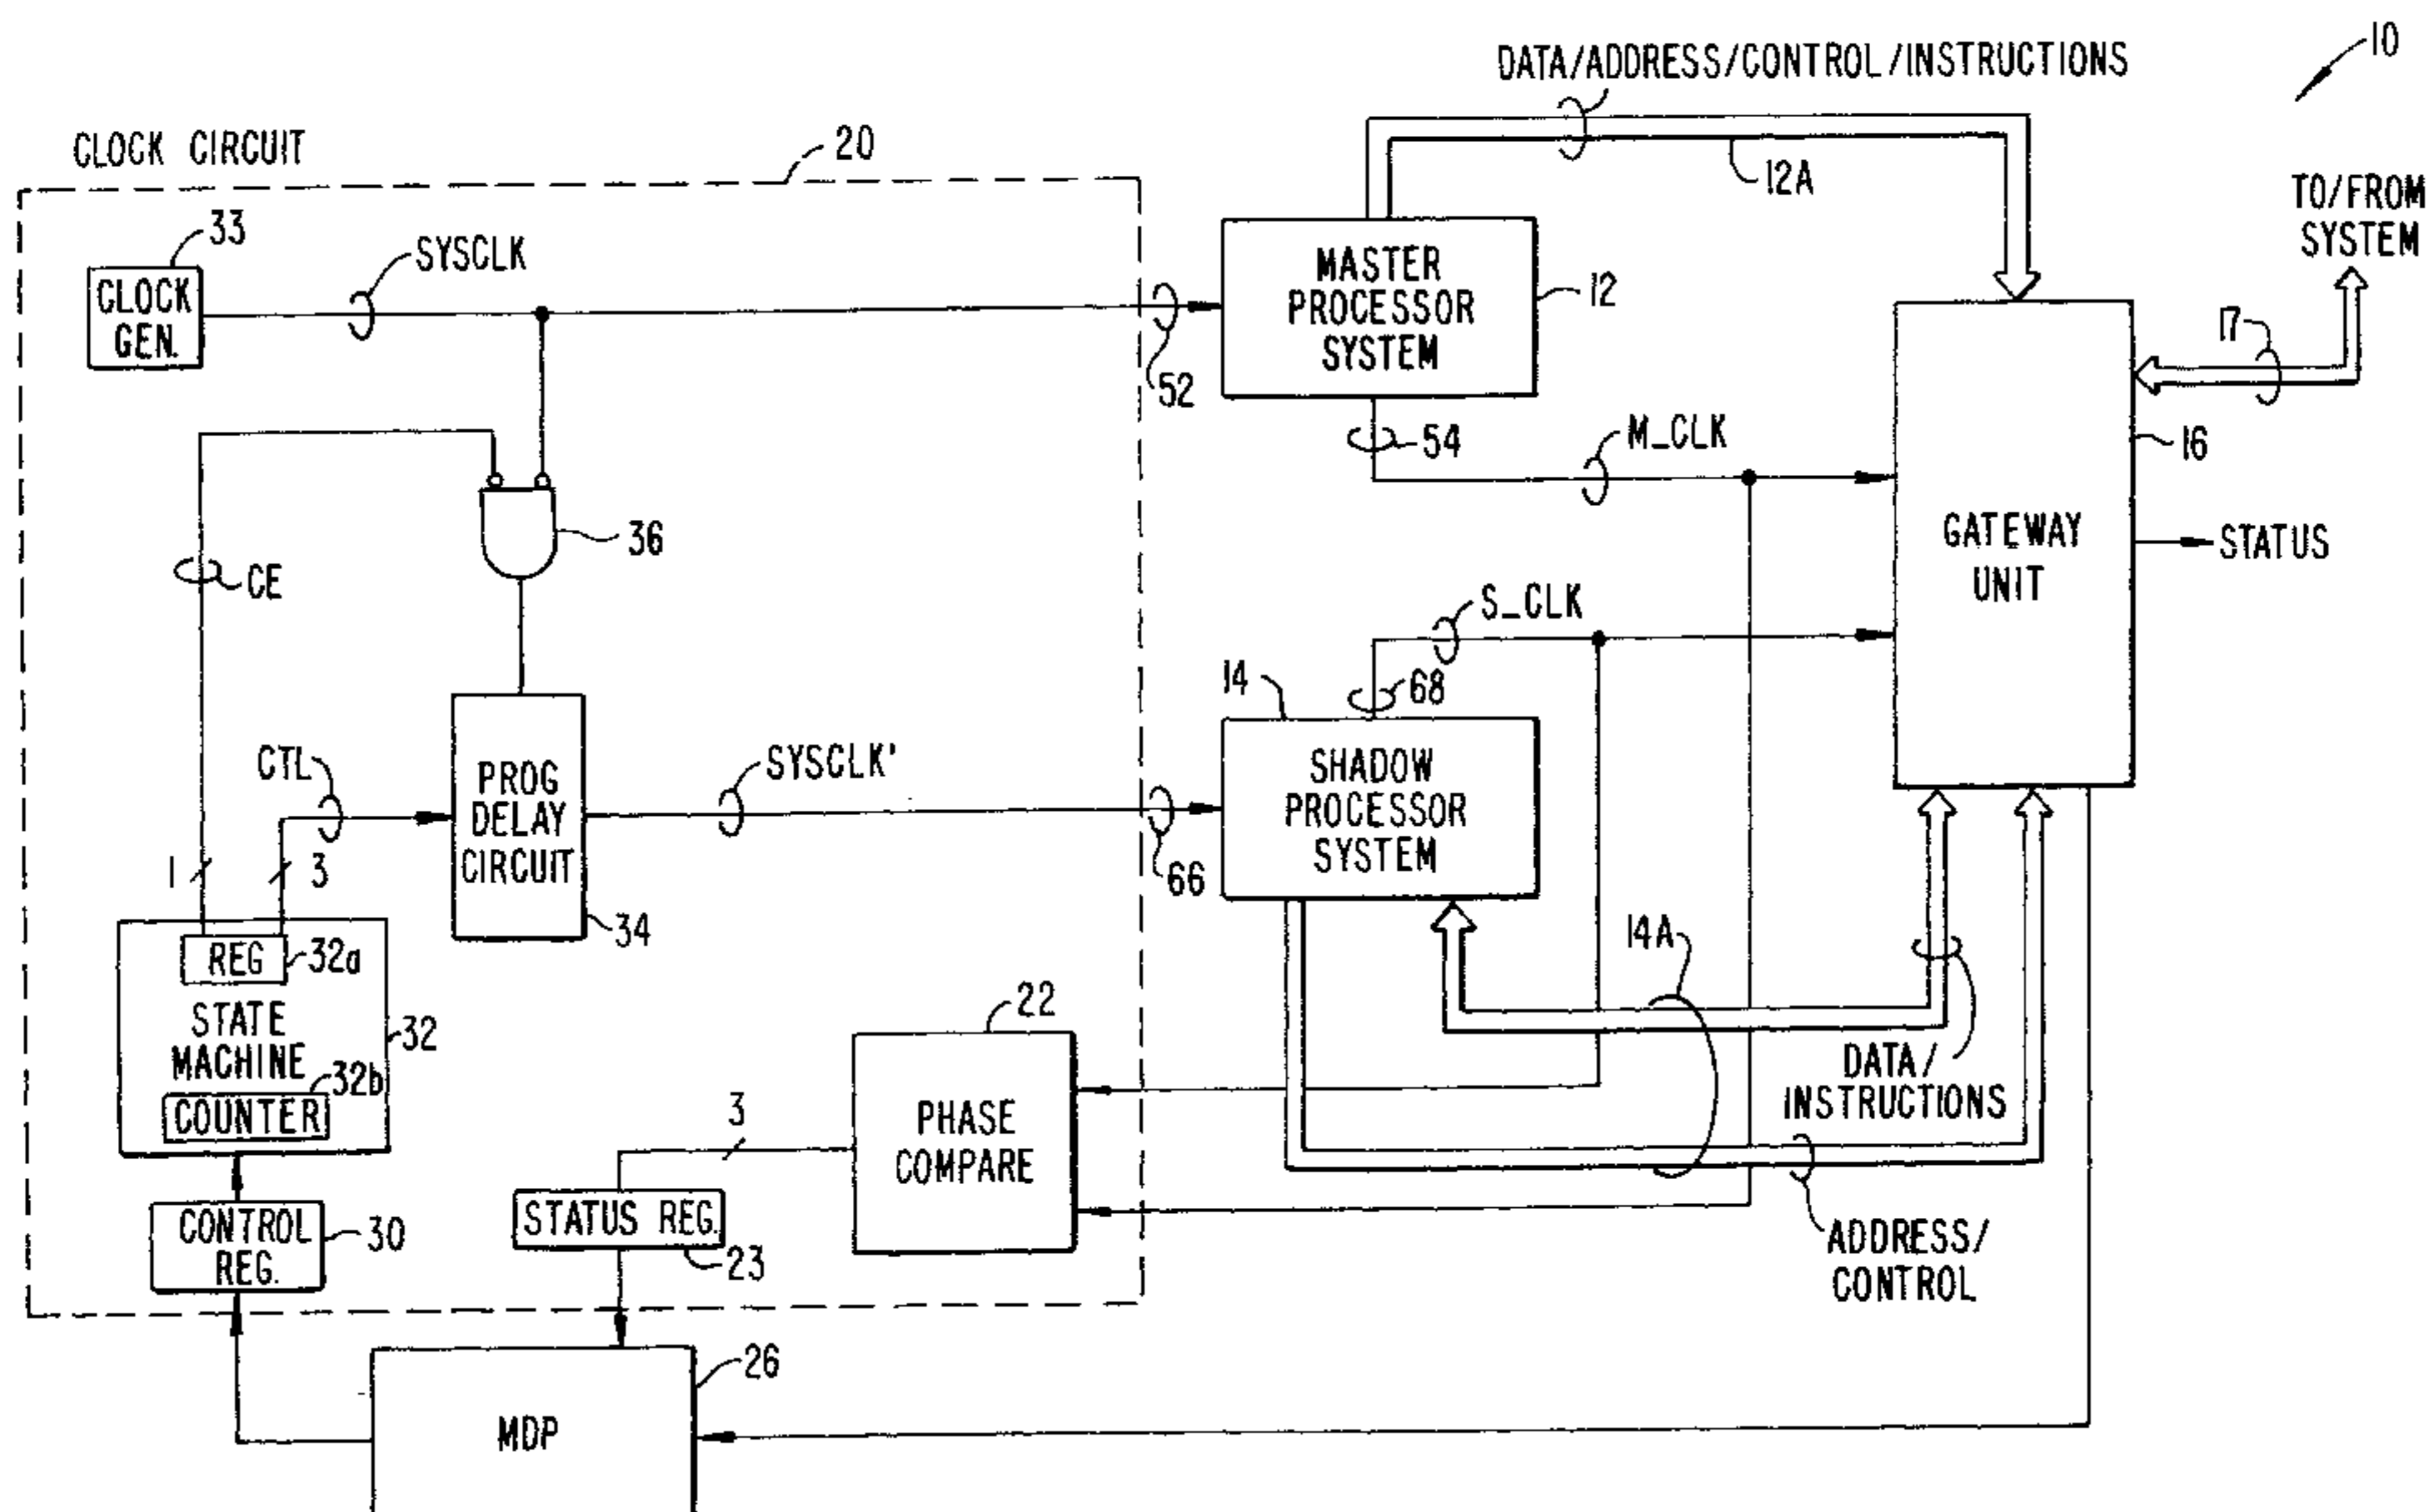 10
DATA/ADDRESS/CONTROL/INSTRUCTIONS
CLOCK CIRCUIT
20
12A
TO/FROM
SYSTEM
33
SYSCLK
CLOCK
GEN.
MASTER
PROCESSOR
SYSTEM
12
17
52
54
M_CLK
16
36
GATEWAY
UNIT
STATUS
CE
S_CLK
14
68
CTL
PROG
DELAY
CIRCUIT
SYSCLK'
SHADOW
PROCESSOR
SYSTEM
1
3
66
34
14A
REG
32a
STATE
MACHINE
32
22
32b
COUNTER
DATA/
INSTRUCTIONS
3
PHASE
COMPARE
CONTROL
REG.
30
STATUS REG.
23
ADDRESS/
CONTROL
26
MDP